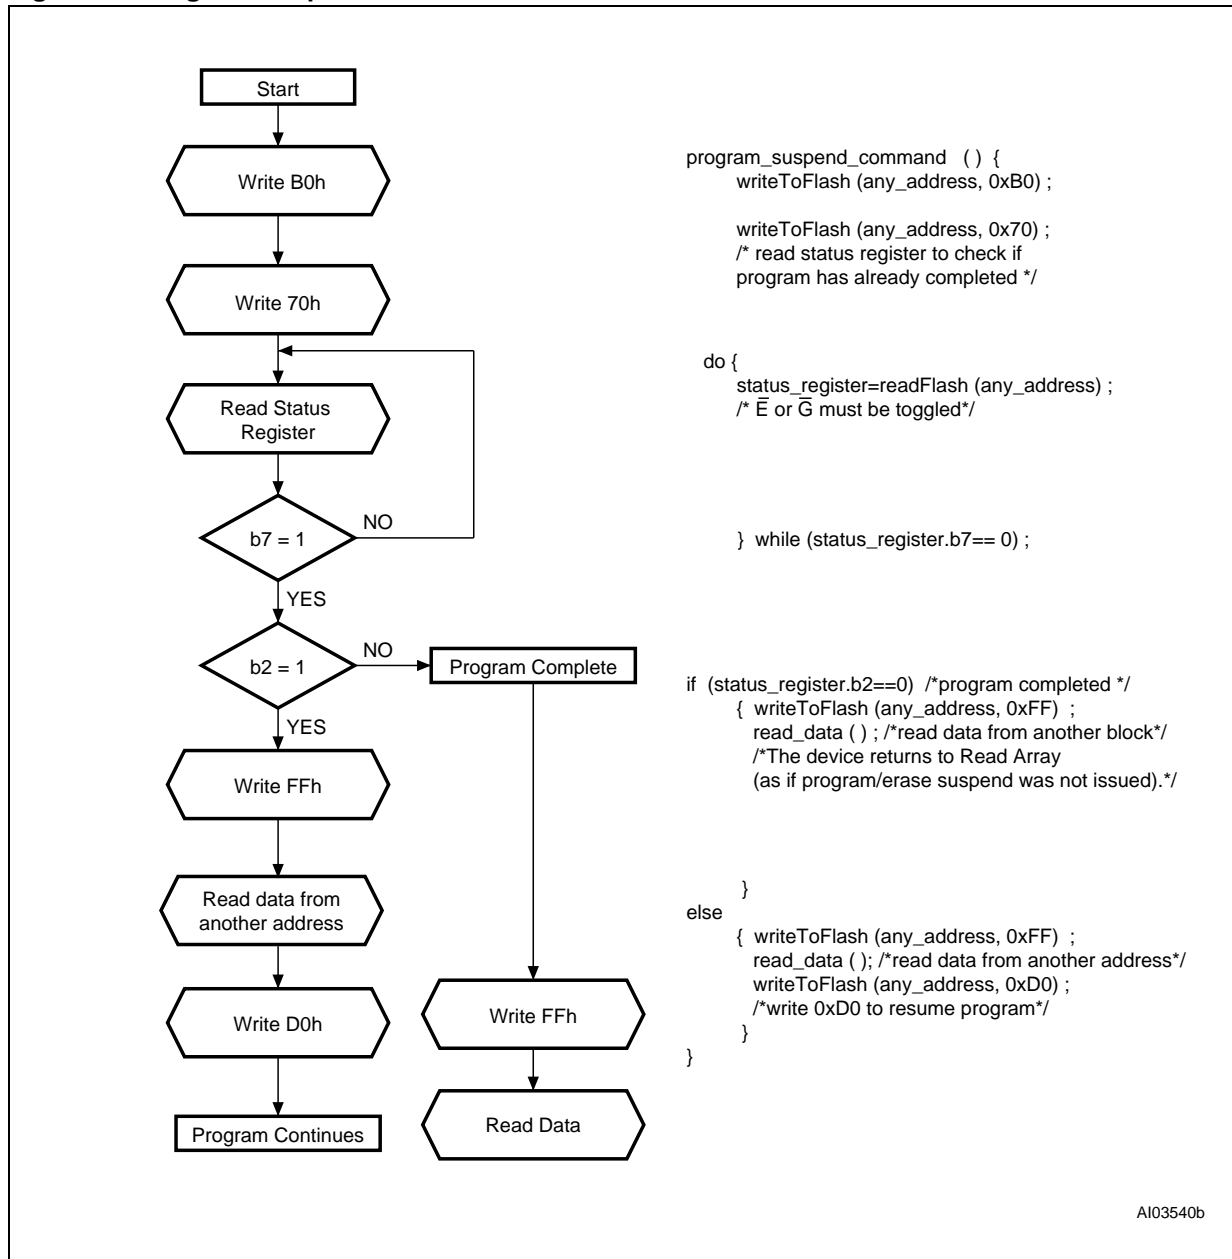 Start
Write B0h
Write 70h
Read Status
Register
b7 = 1
NO
YES
b2 = 1
NO
Program Complete
YES
Write FFh
Read data from
another address
Write D0h
Program Continues
Write FFh
Read Data
program_suspend_command ( ) {
writeToFlash (any_address, 0xB0) ;
writeToFlash (any_address, 0x70) ;
/* read status register to check if
program has already completed */
do {
status_register=readFlash (any_address) ;
/* E̅ or G̅ must be toggled*/
} while (status_register.b7== 0) ;
if (status_register.b2==0) /*program completed */
{ writeToFlash (any_address, 0xFF) ;
read_data ( ) ; /*read data from another block*/
/*The device returns to Read Array
(as if program/erase suspend was not issued).*/
}
else
{ writeToFlash (any_address, 0xFF) ;
read_data ( ); /*read data from another address*/
writeToFlash (any_address, 0xD0) ;
/*write 0xD0 to resume program*/
}
}
AI03540b